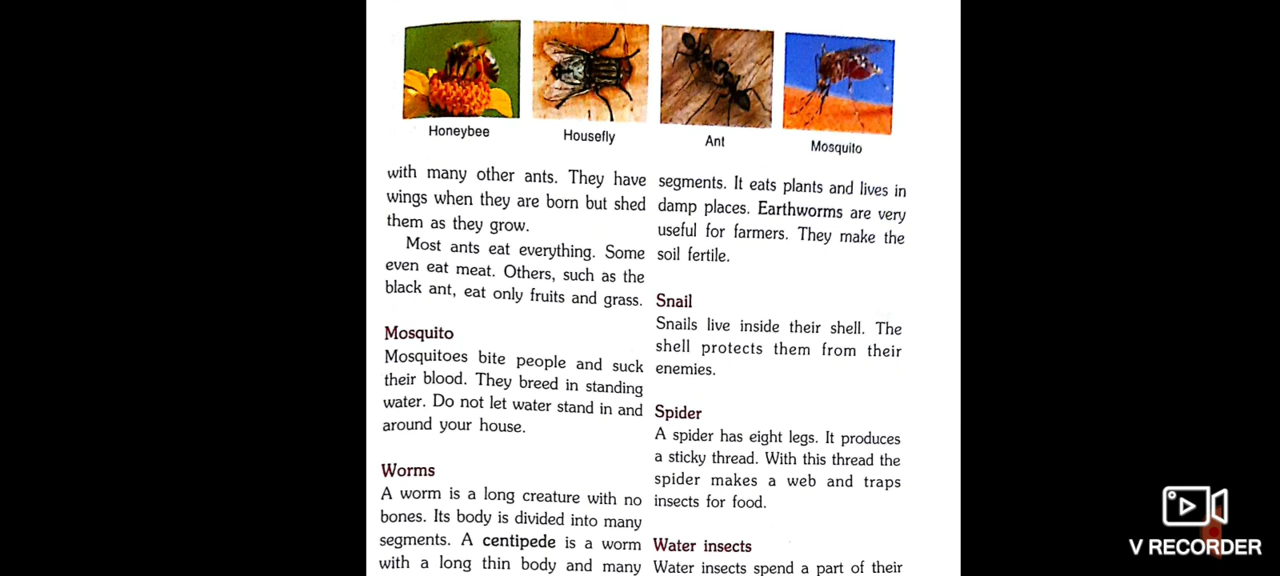 Honeybee
Housefly
Ant
Mosquito
with many other ants. They have
wings when they are born but shed
them as they grow.
Most ants eat everything. Some
even eat meat. Others, such as the
black ant, eat only fruits and grass.
Mosquito
Mosquitoes bite people and suck
their blood. They breed in standing
water. Do not let water stand in and
around your house.
Worms
A worm is a long creature with no
bones. Its body is divided into many
segments. A centipede is a worm
with a long thin body and many
segments. It eats plants and lives in
damp places. Earthworms are very
useful for farmers. They make the
soil fertile.
Snail
Snails live inside their shell. The
shell protects them from their
enemies.
Spider
A spider has eight legs. It produces
a sticky thread. With this thread the
spider makes a web and traps
insects for food.
Water insects
Water insects spend a part of their
V RECORDER